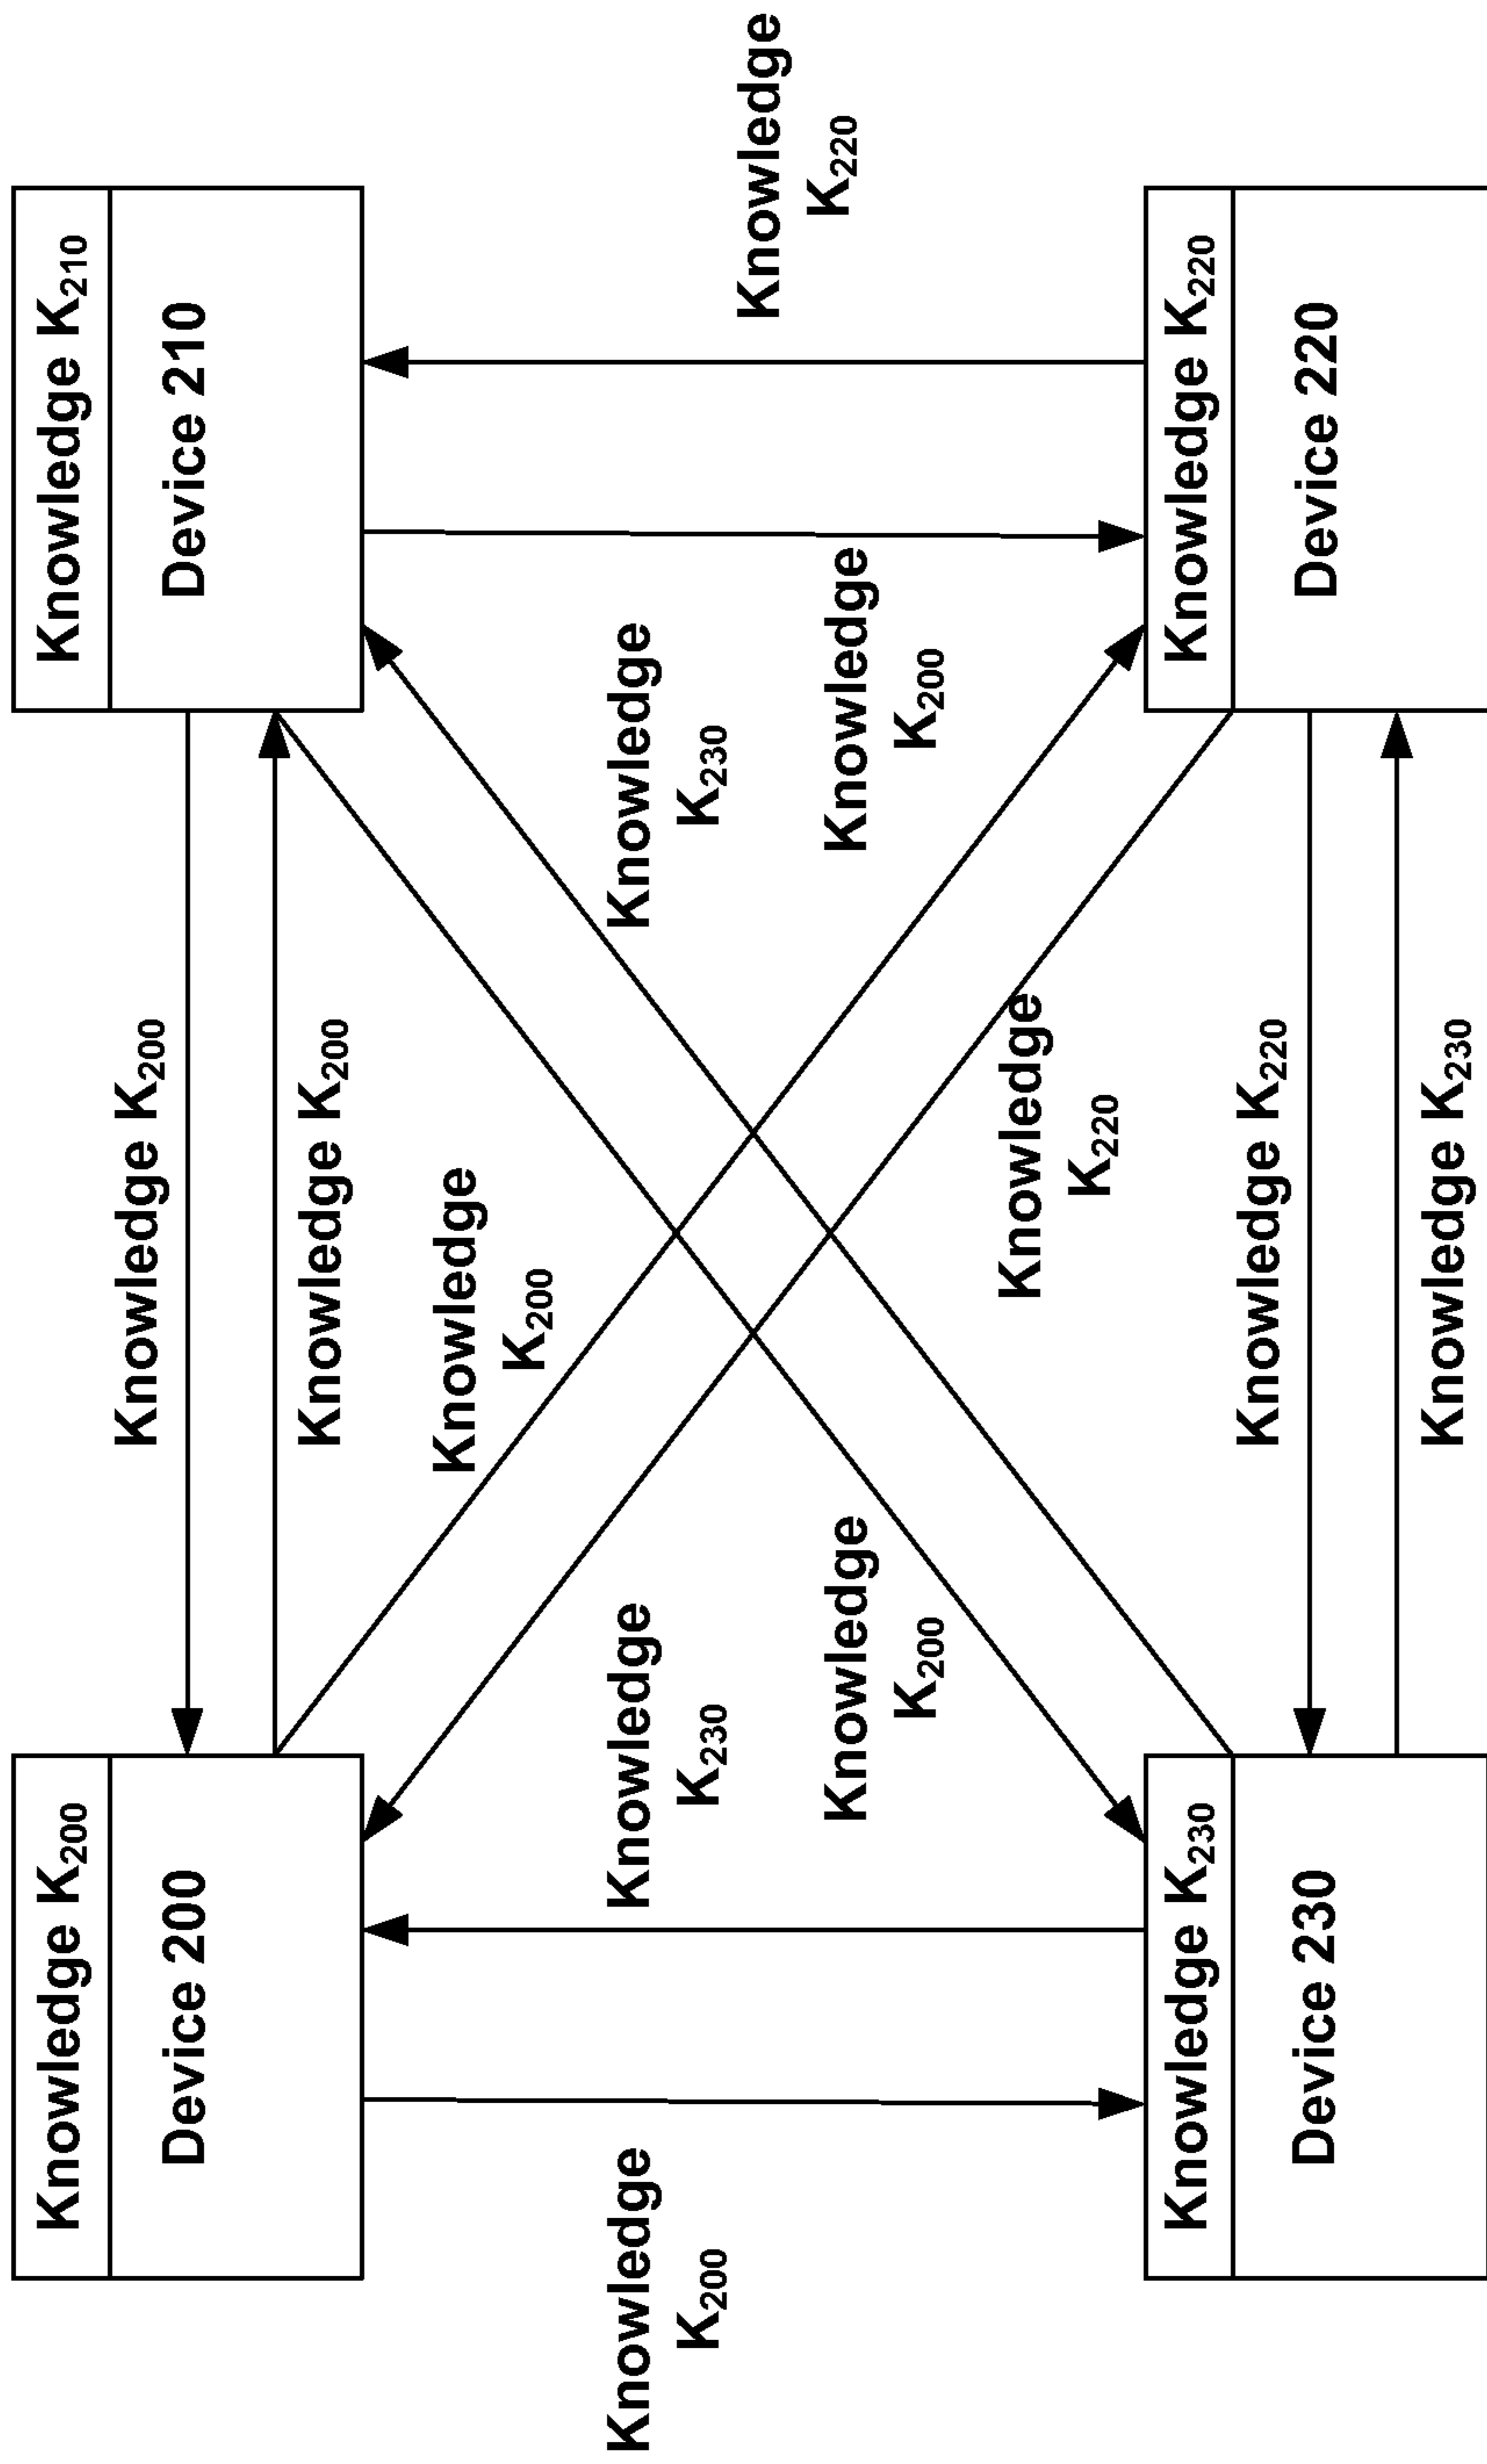 Knowledge K₂₀₀
Device 200
Knowledge K₂₁₀
Device 210
Knowledge K₂₀₀
Knowledge K₂₀₀
Knowledge
K₂₀₀
Knowledge
K₂₀₀
Knowledge
K₂₃₀
Knowledge
K₂₃₀
Knowledge
K₂₂₀
Knowledge
K₂₀₀
Knowledge
K₂₀₀
Knowledge
K₂₂₀
Knowledge K₂₃₀
Device 230
Knowledge K₂₂₀
Device 220
Knowledge K₂₂₀
Knowledge K₂₃₀